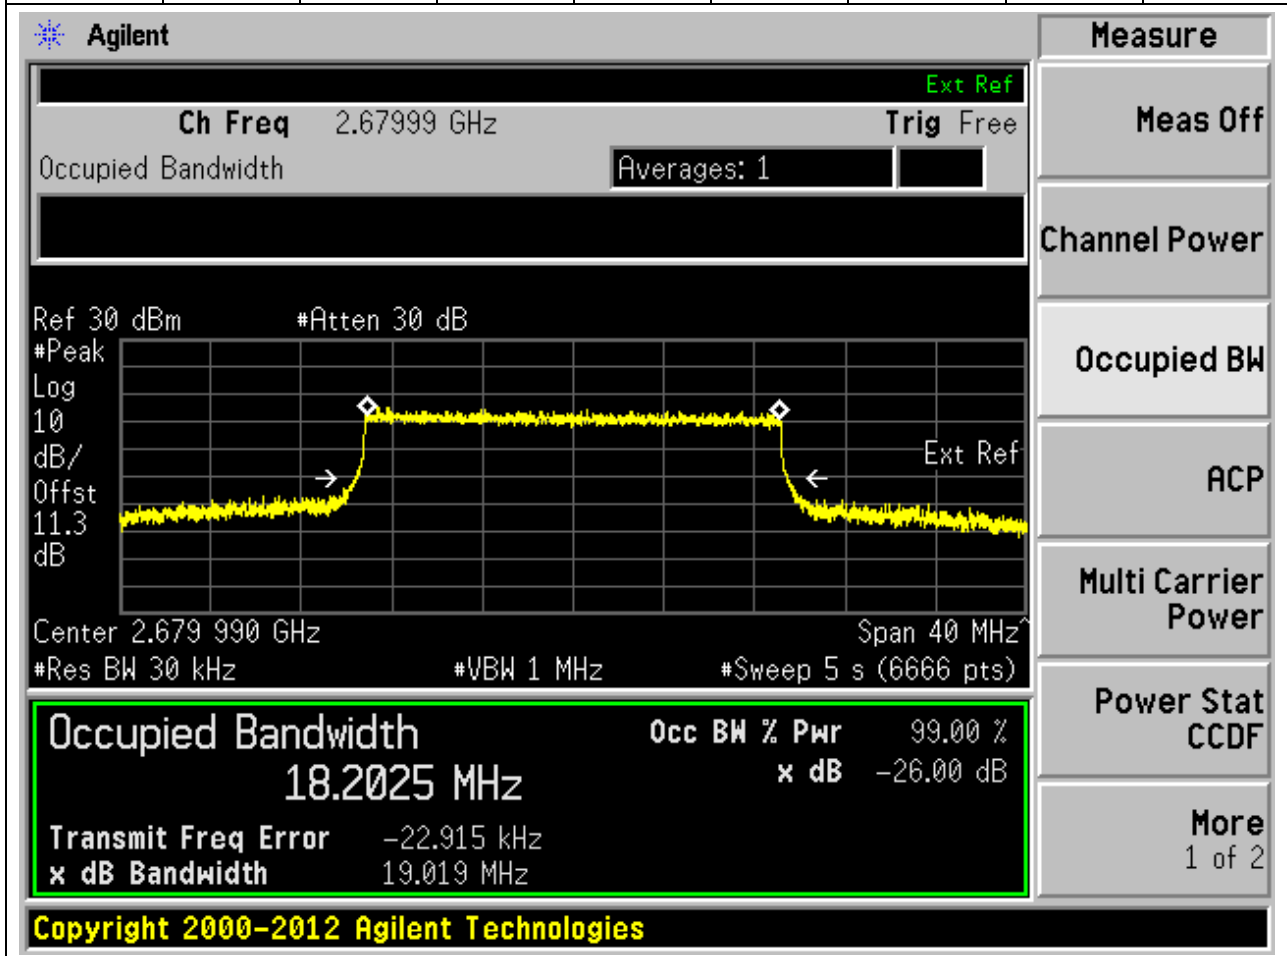 Agilent
Measure
Ext Ref
Ch Freq 2.67999 GHz Trig Free
Meas Off
Occupied Bandwidth Averages: 1
Channel Power
Ref 30 dBm #Atten 30 dB
#Peak
Log
10
dB/
Offst
11.3
dB
Ext Ref
Occupied BW
ACP
Center 2.679 990 GHz Span 40 MHz^
#Res BW 30 kHz #VBW 1 MHz #Sweep 5 s (6666 pts)
Multi Carrier
Power
Occupied Bandwidth Occ BW % Pwr 99.00 %
18.2025 MHz x dB -26.00 dB
Transmit Freq Error -22.915 kHz
x dB Bandwidth 19.019 MHz
Power Stat
CCDF
More
1 of 2
Copyright 2000-2012 Agilent Technologies